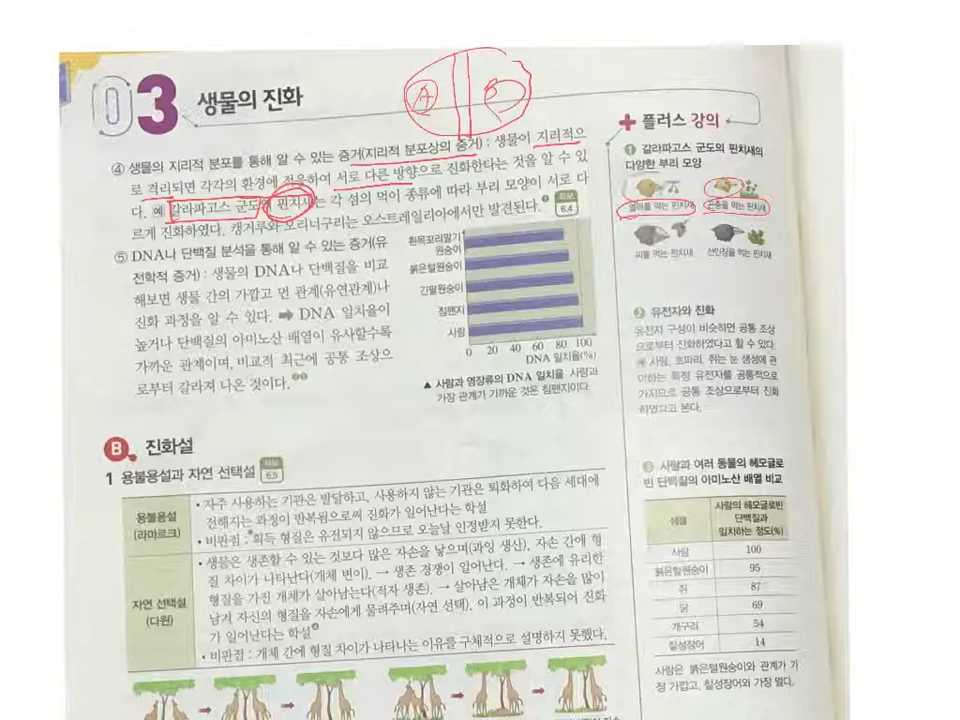 03 생물의 진화
A B
④ 생물의 지리적 분포를 통해 알 수 있는 증거(지리적 분포상의 증거) : 생물이 지리적으
로 격리되면 각각의 환경에 적응하여 서로 다른 방향으로 진화한다는 것을 알 수 있
다. 예 갈라파고스 군도의 핀치새는 각 섬의 먹이 종류에 따라 부리 모양이 서로 다
르게 진화하였다. 캥거루와 오리너구리는 오스트레일리아에서만 발견된다.❶
자료 6.4
⑤ DNA나 단백질 분석을 통해 알 수 있는 증거(유
전학적 증거) : 생물의 DNA나 단백질을 비교
해보면 생물 간의 가깝고 먼 관계(유연관계)나
진화 과정을 알 수 있다. ➡ DNA 일치율이
높거나 단백질의 아미노산 배열이 유사할수록
가까운 관계이며, 비교적 최근에 공통 조상으
로부터 갈라져 나온 것이다.❷❸
환목꼬리말기
원숭이
붉은털원숭이
긴팔원숭이
침팬지
사람
0 20 40 60 80 100
DNA 일치율(%)
▲ 사람과 영장류의 DNA 일치율 사람과
가장 관계가 가까운 것은 침팬지이다.
B 진화설
1 용불용설과 자연 선택설 자료 6.5
용불용설
(라마르크)
• 자주 사용하는 기관은 발달하고, 사용하지 않는 기관은 퇴화하여 다음 세대에
전해지는 과정이 반복됨으로써 진화가 일어난다는 학설
• 비판점 : *획득 형질은 유전되지 않으므로 오늘날 인정받지 못한다.
자연 선택설
(다윈)
• 생물은 생존할 수 있는 것보다 많은 자손을 낳으며(과잉 생산), 자손 간에 형
질 차이가 나타난다(개체 변이). → 생존 경쟁이 일어난다. → 생존에 유리한
형질을 가진 개체가 살아남는다(적자 생존). → 살아남은 개체가 자손을 많이
남겨 자신의 형질을 자손에게 물려주며(자연 선택), 이 과정이 반복되어 진화
가 일어난다는 학설❹
• 비판점 : 개체 간에 형질 차이가 나타나는 이유를 구체적으로 설명하지 못했다.
플러스 강의
❶ 갈라파고스 군도의 핀치새의
다양한 부리 모양
열매를 먹는 핀치새 곤충을 먹는 핀치새
씨를 먹는 핀치새 선인장을 먹는 핀치새
❷ 유전자와 진화
유전자 구성이 비슷하면 공통 조상
으로부터 진화하였다고 할 수 있다.
예 사람, 초파리, 쥐는 눈 생성에 관
여하는 특정 유전자를 공통적으로
가지므로 공통 조상으로부터 진화
하였다고 본다.
❸ 사람과 여러 동물의 헤모글로
빈 단백질의 아미노산 배열 비교
생물 사람의 헤모글로빈
단백질과
일치하는 정도(%)
사람 100
붉은털원숭이 95
쥐 87
닭 69
개구리 54
칠성장어 14
사람은 붉은털원숭이와 관계가 가
장 가깝고, 칠성장어와 가장 멀다.